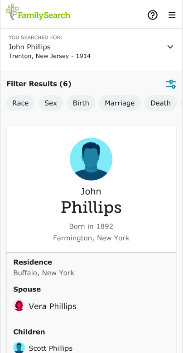 FamilySearch
YOU SEARCHED FOR:
John Phillips
Trenton, New Jersey - 1914
Filter Results (6)
Race Sex Birth Marriage Death
John
Phillips
Born in 1892
Farmington, New York
Residence
Buffalo, New York
Spouse
Vera Phillips
Children
Scott Phillips